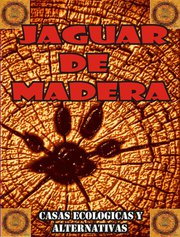 JAGUAR
DE
MADERA
CASAS ECOLOGICAS Y
ALTERNATIVAS